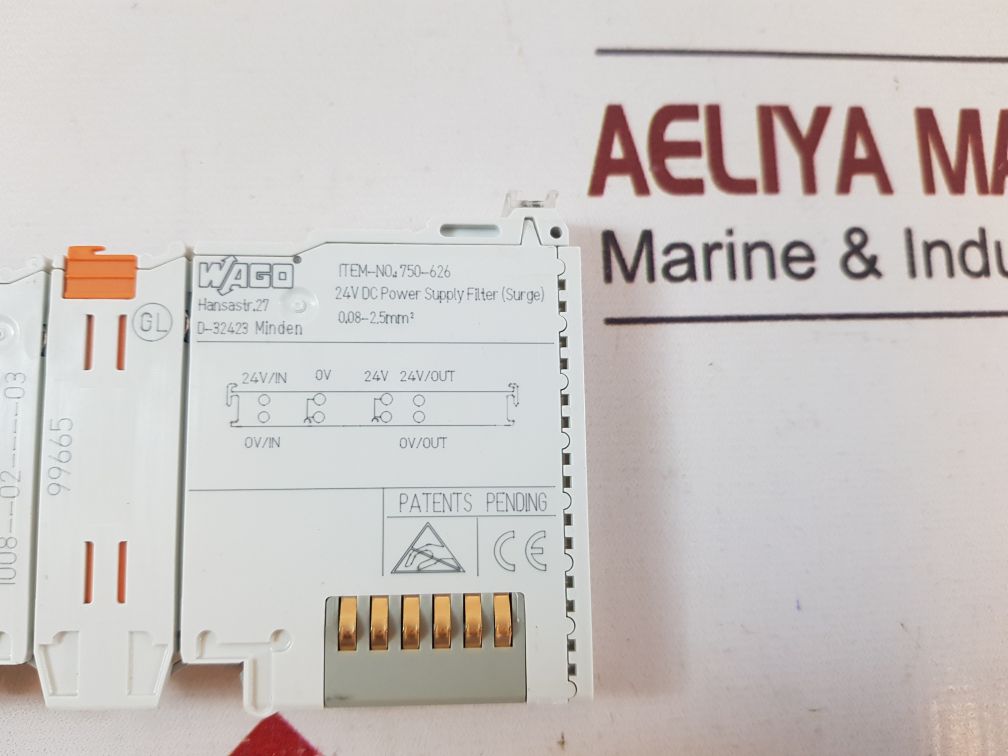 AELIYA MA
Marine & Indu
WAGO®
Hansastr.27
D-32423 Minden
ITEM-NO.:750-626
24V DC Power Supply Filter (Surge)
0,08-2,5mm²
24V/IN 0V 24V 24V/OUT
0V/IN 0V/OUT
PATENTS PENDING
CE
GL
99665
1008--02----03